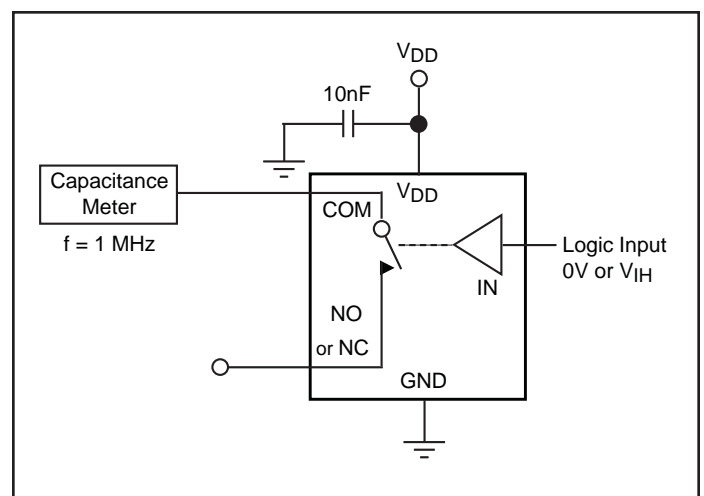 VDD
10nF
Capacitance
Meter
f = 1 MHz
VDD
COM
Logic Input
0V or VIH
IN
NO
or NC
GND